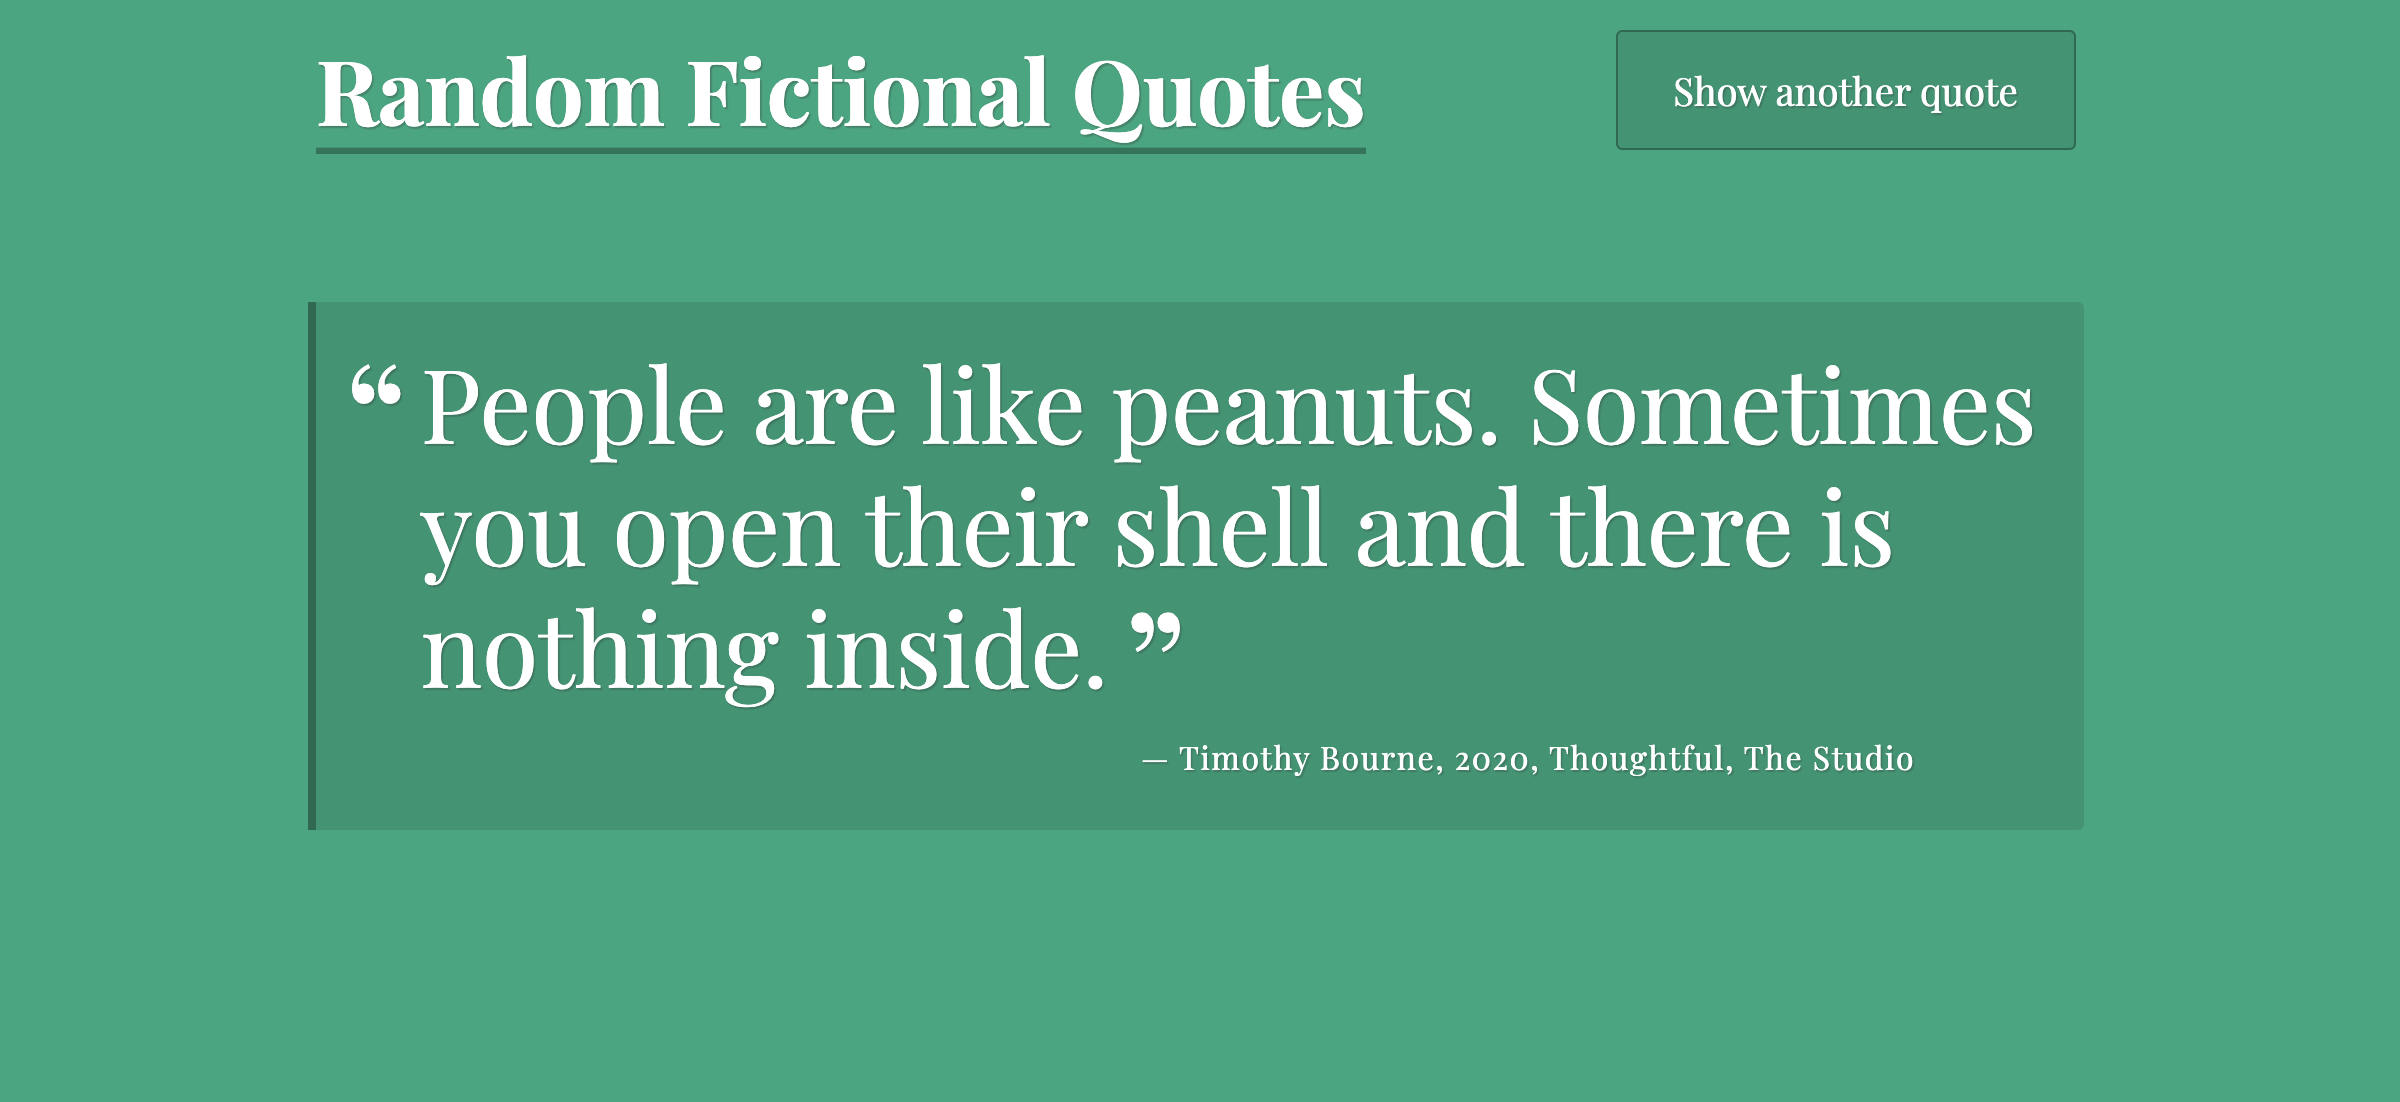 Random Fictional Quotes
Show another quote
“People are like peanuts. Sometimes
you open their shell and there is
nothing inside.”
— Timothy Bourne, 2020, Thoughtful, The Studio